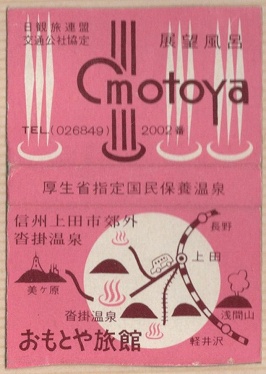 日観旅連盟
交通公社協定
展望風呂
Omotoya
TEL.(026849) 2002番
厚生省指定国民保養温泉
信州上田市郊外
沓掛温泉
長野
上田
美ヶ原
沓掛温泉
浅間山
軽井沢
おもとや旅館